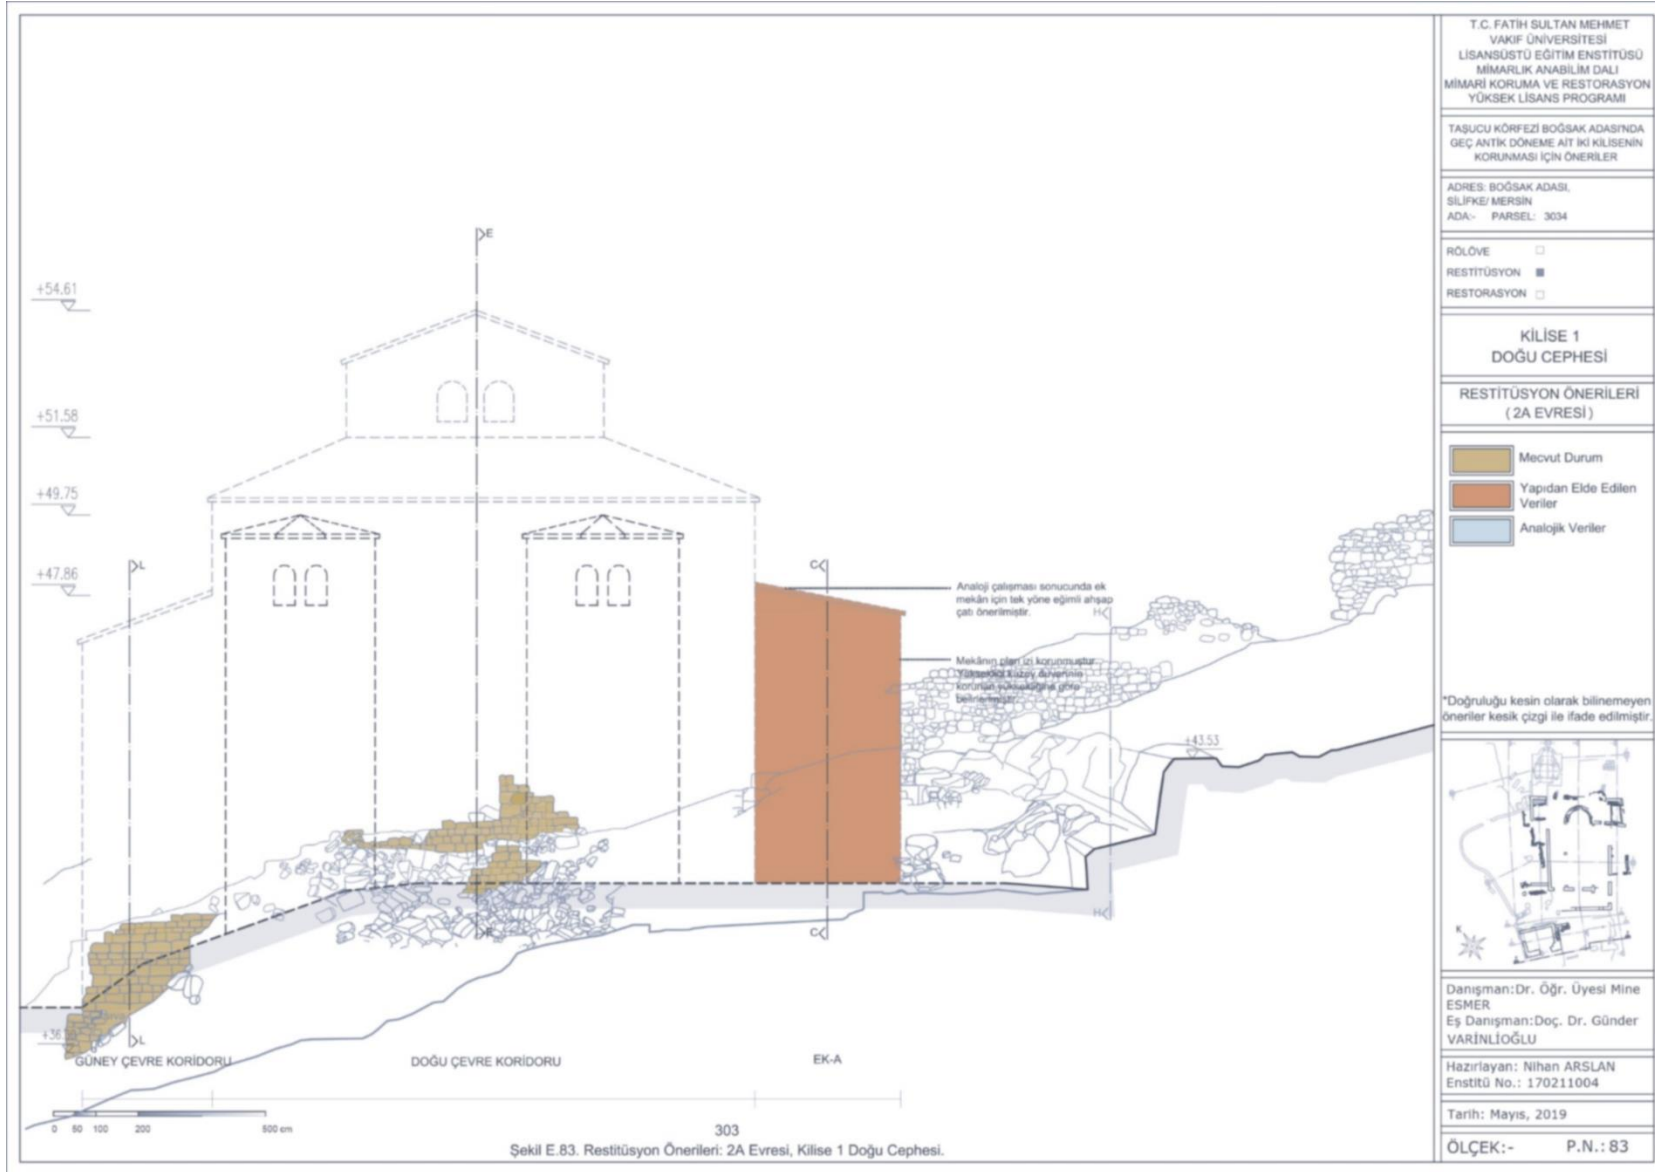 T.C. FATİH SULTAN MEHMET
VAKIF ÜNİVERSİTESİ
LİSANSÜSTÜ EĞİTİM ENSTİTÜSÜ
MİMARLIK ANABİLİM DALI
MİMARİ KORUMA VE RESTORASYON
YÜKSEK LİSANS PROGRAMI
TAŞUCU KÖRFEZİ BOĞSAK ADASI'NDA
GEÇ ANTİK DÖNEME AİT İKİ KİLİSENİN
KORUNMASI İÇİN ÖNERİLER
ADRES: BOĞSAK ADASI,
SİLİFKE/ MERSİN
ADA:- PARSEL: 3034
RÖLÖVE
RESTİTÜSYON
RESTORASYON
KİLİSE 1
DOĞU CEPHESİ
RESTİTÜSYON ÖNERİLERİ
( 2A EVRESİ )
Mecvut Durum
Yapıdan Elde Edilen
Veriler
Analojik Veriler
*Doğruluğu kesin olarak bilinemeyen
öneriler kesik çizgi ile ifade edilmiştir.
K
Danışman:Dr. Öğr. Üyesi Mine
ESMER
Eş Danışman:Doç. Dr. Günder
VARİNLİOĞLU
Hazırlayan: Nihan ARSLAN
Enstitü No.: 170211004
Tarih: Mayıs, 2019
ÖLÇEK:- P.N.: 83
E
+54.61
+51.58
+49.75
+47.86
L
C
Analoji çalışması sonucunda ek
mekân için tek yöne eğimli ahşap
çatı önerilmiştir.
H
Mekânın plan izi korunmuştur.
Yüksekliği kuzey duvarının
korunan yüksekliğine göre
belirlenmiştir.
+43.53
H
E
C
L
GÜNEY ÇEVRE KORİDORU
DOĞU ÇEVRE KORİDORU
EK-A
0 50 100 200 500 cm
303
Şekil E.83. Restitüsyon Önerileri: 2A Evresi, Kilise 1 Doğu Cephesi.